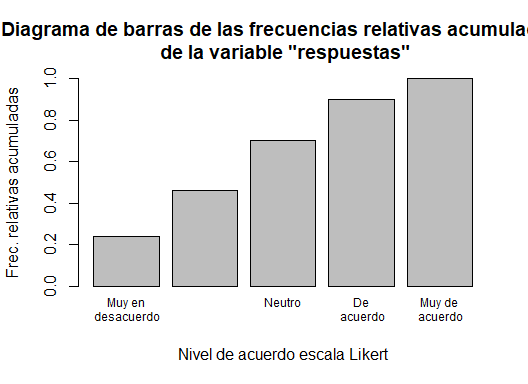 Diagrama de barras de las frecuencias relativas acumulad
de la variable "respuestas"
Frec. relativas acumuladas
1.0
0.8
0.6
0.4
0.2
0.0
Muy en
desacuerdo
Neutro
De
acuerdo
Muy de
acuerdo
Nivel de acuerdo escala Likert